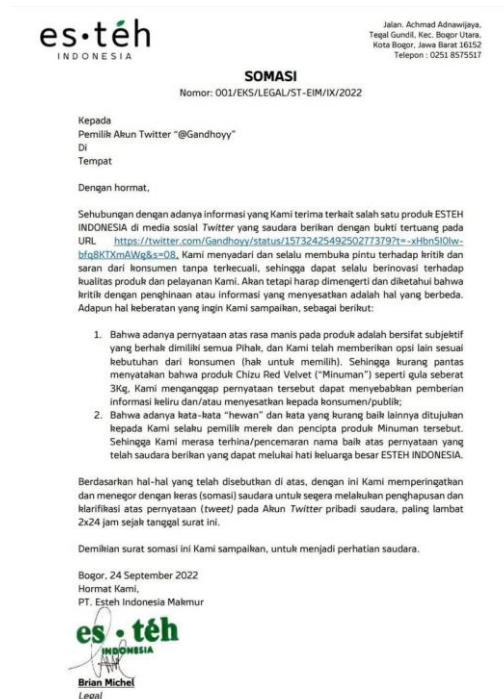 es•téh
INDONESIA
Jalan. Achmad Adnawijaya,
Tegal Gundil, Kec. Bogor Utara,
Kota Bogor, Jawa Barat 16152
Telepon : 0251 8575517
SOMASI
Nomor: 001/EKS/LEGAL/ST-EIM/IX/2022
Kepada
Pemilik Akun Twitter “@Gandhoyy”
Di
Tempat
Dengan hormat,
Sehubungan dengan adanya informasi yang Kami terima terkait salah satu produk ESTEH
INDONESIA di media sosial Twitter yang saudara berikan dengan bukti tertuang pada
URL https://twitter.com/Gandhoyy/status/1573242549250277379?t=-xHbn5I0lw-
bfq8KTXmAWg&s=08. Kami menyadari dan selalu membuka pintu terhadap kritik dan
saran dari konsumen tanpa terkecuali, sehingga dapat selalu berinovasi terhadap
kualitas produk dan pelayanan Kami. Akan tetapi harap dimengerti dan diketahui bahwa
kritik dengan penghinaan atau informasi yang menyesatkan adalah hal yang berbeda.
Adapun hal keberatan yang ingin Kami sampaikan, sebagai berikut:
1. Bahwa adanya pernyataan atas rasa manis pada produk adalah bersifat subjektif
yang berhak dimiliki semua Pihak, dan Kami telah memberikan opsi lain sesuai
kebutuhan dari konsumen (hak untuk memilih). Sehingga kurang pantas
menyatakan bahwa produk Chizu Red Velvet (“Minuman”) seperti gula seberat
3Kg, Kami menganggap pernyataan tersebut dapat menyebabkan pemberian
informasi keliru dan/atau menyesatkan kepada konsumen/publik;
2. Bahwa adanya kata-kata “hewan” dan kata yang kurang baik lainnya ditujukan
kepada Kami selaku pemilik merek dan pencipta produk Minuman tersebut.
Sehingga Kami merasa terhina/pencemaran nama baik atas pernyataan yang
telah saudara berikan yang dapat melukai hati keluarga besar ESTEH INDONESIA.
Berdasarkan hal-hal yang telah disebutkan di atas, dengan ini Kami memperingatkan
dan menegor dengan keras (somasi) saudara untuk segera melakukan penghapusan dan
klarifikasi atas pernyataan (tweet) pada Akun Twitter pribadi saudara, paling lambat
2x24 jam sejak tanggal surat ini.
Demikian surat somasi ini Kami sampaikan, untuk menjadi perhatian saudara.
Bogor, 24 September 2022
Hormat Kami,
PT. Esteh Indonesia Makmur
es•téh
INDONESIA
Brian Michel
Legal